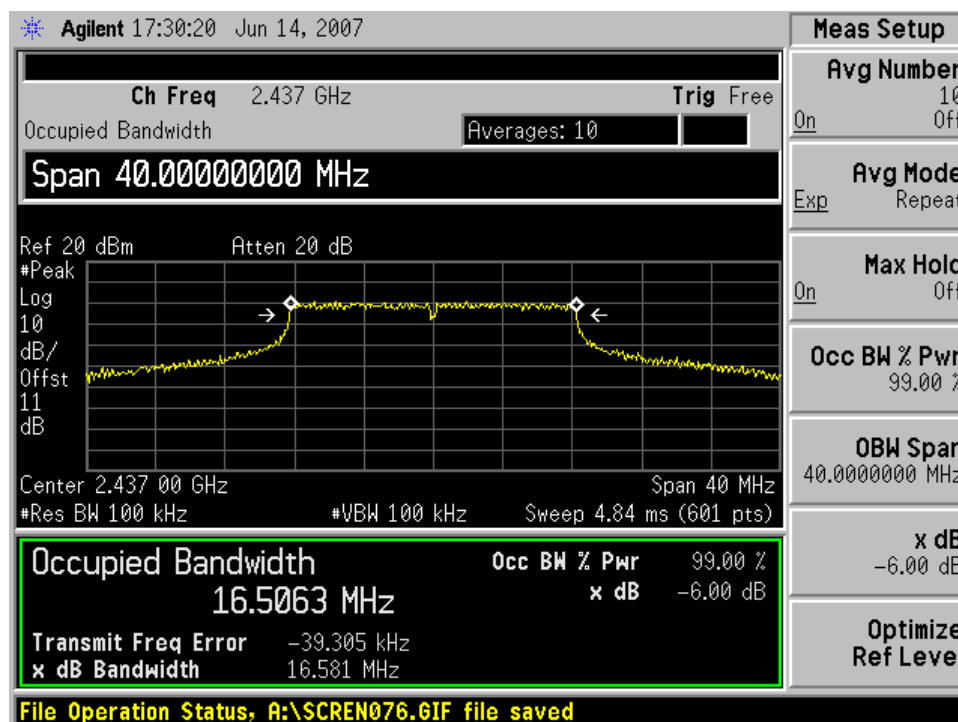 Agilent 17:30:20 Jun 14, 2007
Ch Freq 2.437 GHz Trig Free
Occupied Bandwidth Averages: 10
Span 40.00000000 MHz
Ref 20 dBm Atten 20 dB
#Peak
Log
10
dB/
Offst
11
dB
Center 2.437 00 GHz Span 40 MHz
#Res BW 100 kHz #VBW 100 kHz Sweep 4.84 ms (601 pts)
Occupied Bandwidth Occ BW % Pwr 99.00 %
16.5063 MHz x dB -6.00 dB
Transmit Freq Error -39.305 kHz
x dB Bandwidth 16.581 MHz
File Operation Status, A:\SCREN076.GIF file saved
Meas Setup
Avg Number
10
On Off
Avg Mode
Exp Repeat
Max Hold
On Off
Occ BW % Pwr
99.00 %
OBW Span
40.0000000 MHz
x dB
-6.00 dB
Optimize
Ref Level